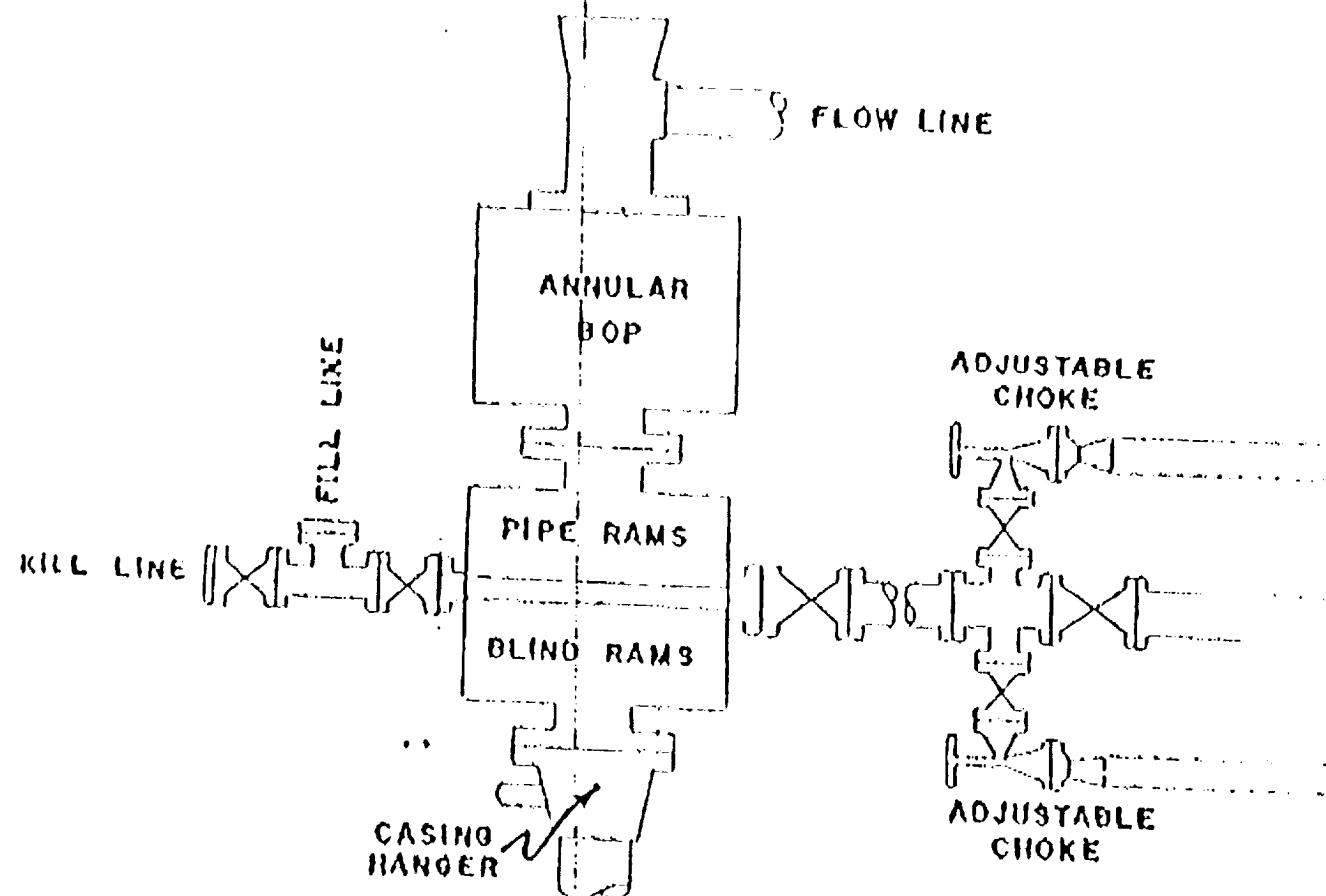 FLOW LINE
ANNULAR
BOP
FILL LINE
ADJUSTABLE
CHOKE
PIPE RAMS
KILL LINE
BLIND RAMS
CASING
HANGER
ADJUSTABLE
CHOKE